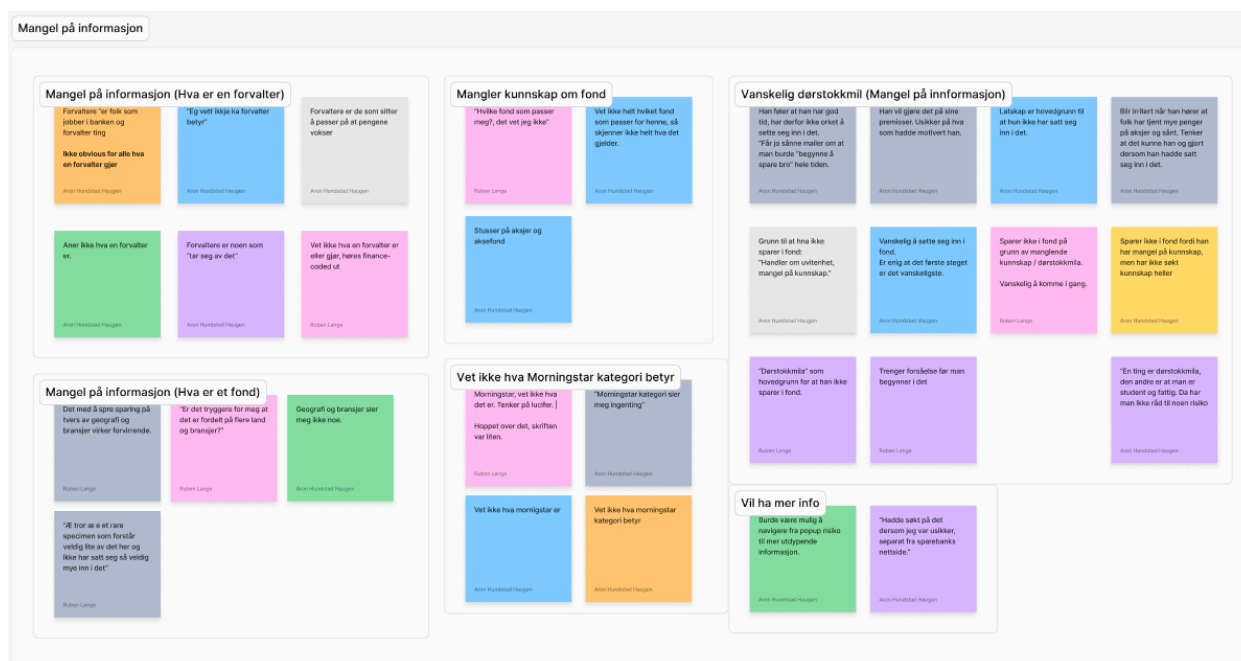 Mangel på informasjon
Mangel på informasjon (Hva er en forvalter)
Forvaltere "er folk som
jobber i banken og
forvalter ting
Ikke obvious for alle hva
en forvalter gjør
Aron Hundstad Haugen
"Eg vett ikkje ka forvalter
betyr"
Aron Hundstad Haugen
Forvaltere er de som sitter
å passer på at pengene
vokser
Aron Hundstad Haugen
Aner ikke hva en forvalter
er.
Aron Hundstad Haugen
Forvaltere er noen som
"tar seg av det"
Aron Hundstad Haugen
Vet ikke hva en forvalter er
eller gjør, høres finance-
coded ut
Ruben Lange
Mangel på informasjon (Hva er et fond)
Det med å spre sparing på
tvers av geografi og
bransjer virker forvirrende.
Ruben Lange
"Er det tryggere for meg at
det er fordelt på flere land
og bransjer?"
Ruben Lange
Geografi og bransjer sier
meg ikke noe.
Aron Hundstad Haugen
"Æ tror æ e et rare
specimen som forstår
veldig lite av det her og
ikke har satt seg så veldig
mye inn i det"
Ruben Lange
Mangler kunnskap om fond
"Hvilke fond som passer
meg?, det vet jeg ikke"
Ruben Lange
Vet ikke helt hviket fond
som passer for henne, så
skjenner ikke helt hva det
gjelder.
Aron Hundstad Haugen
Stusser på aksjer og
aksefond
Aron Hundstad Haugen
Vet ikke hva Morningstar kategori betyr
Morningstar, vet ikke hva
det er. Tenker på lucifer. |
Hoppet over det, skriften
var liten.
Ruben Lange
"Morningstar kategori sier
meg ingenting"
Aron Hundstad Haugen
Vet ikke hva mornigstar er
Aron Hundstad Haugen
Vet ikke hva morningstar
kategori betyr
Aron Hundstad Haugen
Vanskelig dørstokkmil (Mangel på innformasjon)
Han føler at han har god
tid, har derfor ikke orket å
sette seg inn i det.
"Får jo sånne mailer om at
man burde "begynne å
spare bro" hele tiden.
Aron Hundstad Haugen
Han vil gjøre det på sine
premisser. Usikker på hva
som hadde motivert han.
Aron Hundstad Haugen
Latskap er hovedgrunn til
at hun ikke har satt seg
inn i det.
Aron Hundstad Haugen
Blir irritert når han hører at
folk har tjent mye penger
på aksjer og sånt. Tenker
at det kunne han og gjort
dersom han hadde satt
seg inn i det.
Aron Hundstad Haugen
Grunn til at hna ikke
sparer i fond:
"Handler om uvitenhet,
mangel på kunnskap."
Aron Hundstad Haugen
Vanskelig å sette seg inn i
fond.
Er enig at det første steget
er det vanskeligste.
Aron Hundstad Haugen
Sparer ikke i fond på
grunn av manglende
kunnskap / dørstokkmila.
Vanskelig å komme i gang.
Ruben Lange
Sparer ikke i fond fordi han
har mangel på kunnskap,
men har ikke søkt
kunnskap heller
Aron Hundstad Haugen
"Dørstokkmila" som
hovedgrunn for at han ikke
sparer i fond.
Ruben Lange
Trenger forsåelse før man
begynner i det
Ruben Lange
"En ting er dørstokkmila,
den andre er at man er
student og fattig. Da har
man ikke råd til noen risiko
Aron Hundstad Haugen
Vil ha mer info
Burde være mulig å
navigere fra popup risiko
til mer utdypende
informasjon.
Aron Hundstad Haugen
"Hadde søkt på det
dersom jeg var usikker,
separat fra sparebanks
nettside."
Aron Hundstad Haugen